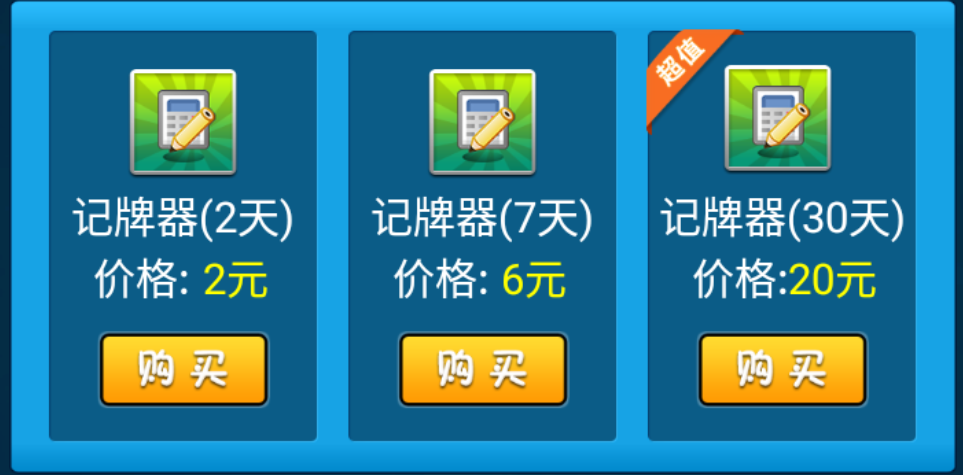 记牌器(2天)
价格: 2元
购买
记牌器(7天)
价格: 6元
购买
超值
记牌器(30天)
价格:20元
购买